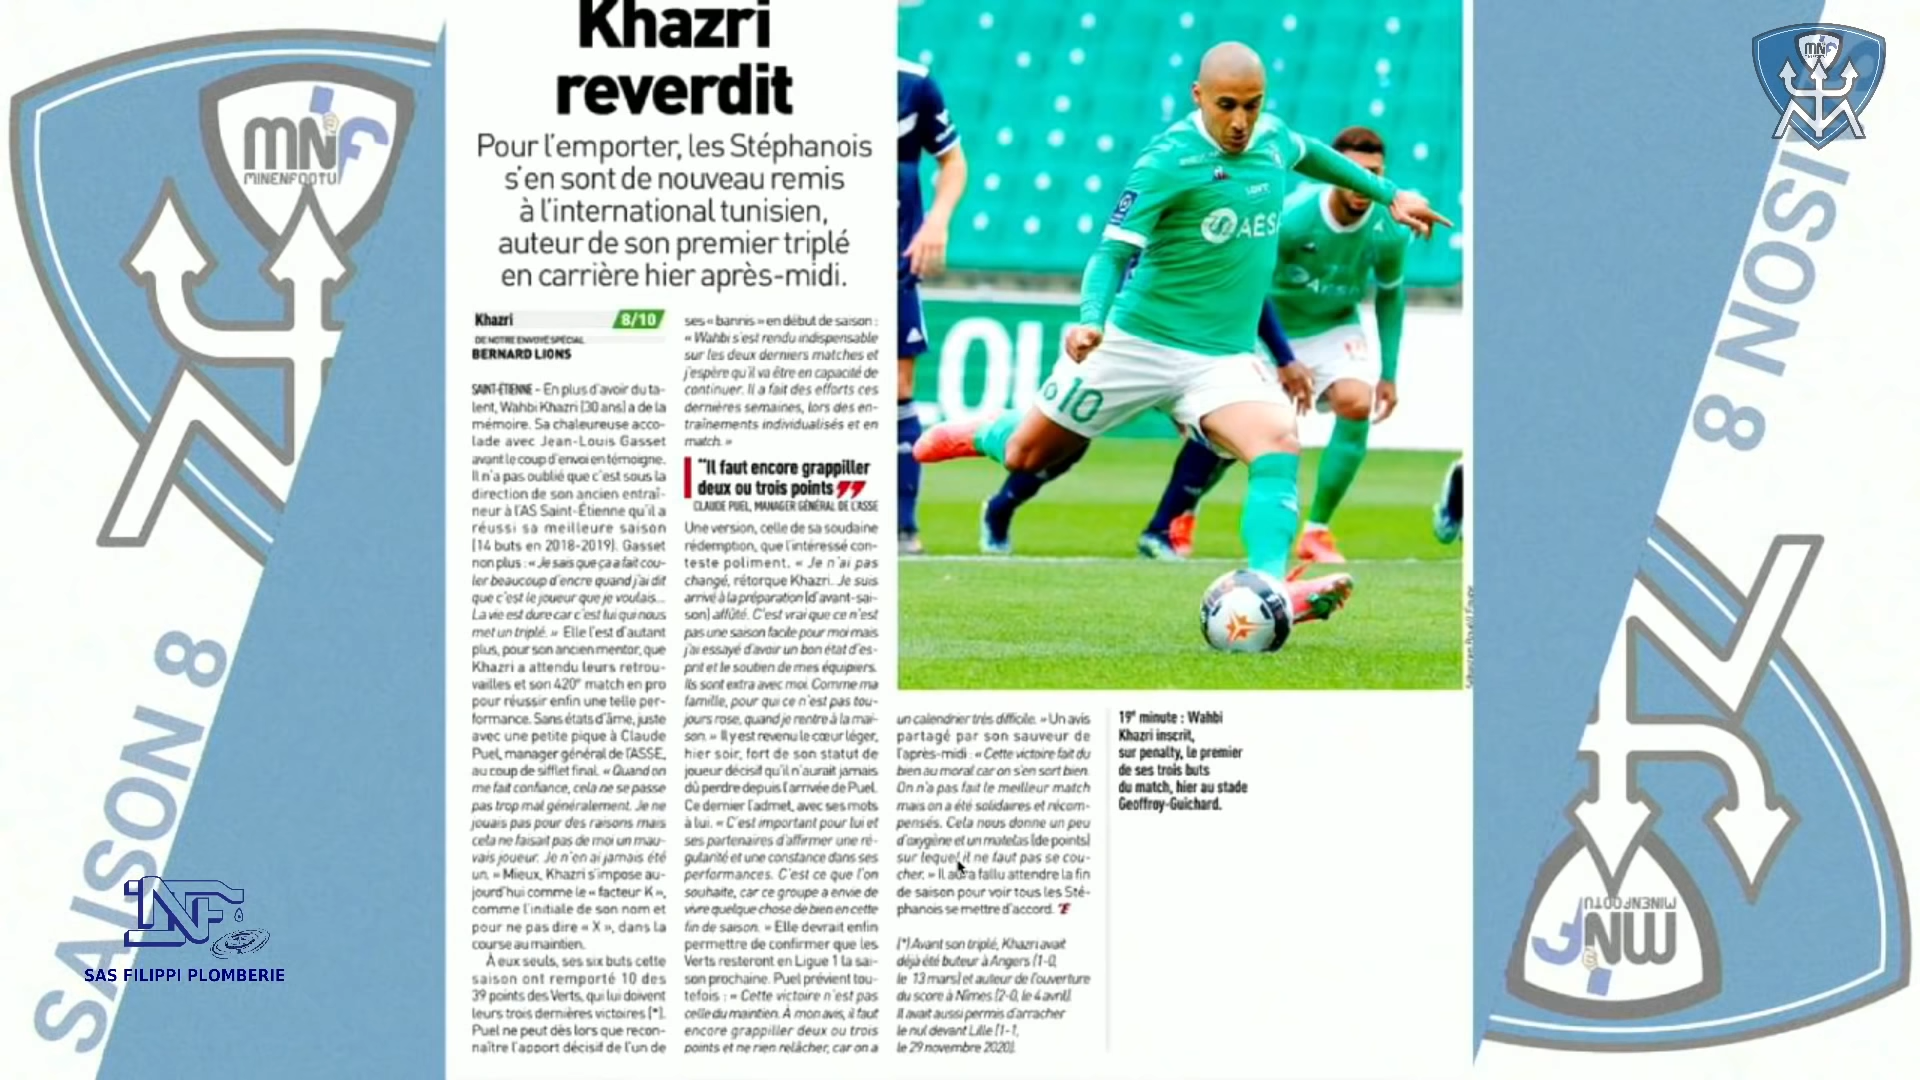 Khazri
reverdit
Pour l'emporter, les Stéphanois
s'en sont de nouveau remis
à l'international tunisien,
auteur de son premier triplé
en carrière hier après-midi.
Khazri 8/10
DE NOTRE ENVOYÉ SPÉCIAL
BERNARD LIONS
SAINT-ÉTIENNE – En plus d'avoir du ta-
lent, Wahbi Khazri (30 ans) a de la
mémoire. Sa chaleureuse acco-
lade avec Jean-Louis Gasset
avant le coup d'envoi en témoigne.
Il n'a pas oublié que c'est sous la
direction de son ancien entraî-
neur à l'AS Saint-Étienne qu'il a
réussi sa meilleure saison
(14 buts en 2018-2019). Gasset
non plus : « Je sais que ça a fait cou-
ler beaucoup d'encre quand j'ai dit
que c'est le joueur que je voulais...
La vie est dure car c'est lui qui nous
met un triplé. » Elle l'est d'autant
plus, pour son ancien mentor, que
Khazri a attendu leurs retrou-
vailles et son 420e match en pro
pour réussir enfin une telle per-
formance. Sans états d'âme, juste
avec une petite pique à Claude
Puel, manager général de l'ASSE,
au coup de sifflet final. « Quand on
me fait confiance, cela ne se passe
pas trop mal généralement. Je ne
jouais pas pour des raisons mais
cela ne faisait pas de moi un mau-
vais joueur. Je n'en ai jamais été
un. » Mieux, Khazri s'impose au-
jourd'hui comme le « facteur K »,
comme l'initiale de son nom et
pour ne pas dire « X », dans la
course au maintien.
À eux seuls, ses six buts cette
saison ont remporté 10 des
39 points des Verts, qui lui doivent
leurs trois dernières victoires (*).
Puel ne peut dès lors que recon-
naître l'apport décisif de l'un de
ses « bannis » en début de saison :
« Wahbi s'est rendu indispensable
sur les deux derniers matches et
j'espère qu'il va être en capacité de
continuer. Il a fait des efforts ces
dernières semaines, lors des en-
traînements individualisés et en
match. »
"Il faut encore grappiller
deux ou trois points
CLAUDE PUEL, MANAGER GÉNÉRAL DE L'ASSE
Une version, celle de sa soudaine
rédemption, que l'intéressé con-
teste poliment. « Je n'ai pas
changé, rétorque Khazri. Je suis
arrivé à la préparation (d'avant-sai-
son) affûté. C'est vrai que ce n'est
pas une saison facile pour moi mais
j'ai essayé d'avoir un bon état d'es-
prit et le soutien de mes équipiers.
Ils sont extra avec moi. Comme ma
famille, pour qui ce n'est pas tou-
jours rose, quand je rentre à la mai-
son. » Il y est revenu le cœur léger,
hier soir, fort de son statut de
joueur décisif qu'il n'aurait jamais
dû perdre depuis l'arrivée de Puel.
Ce dernier l'admet, avec ses mots
à lui. « C'est important pour lui et
ses partenaires d'affirmer une ré-
gularité et une constance dans ses
performances. C'est ce que l'on
souhaite, car ce groupe a envie de
vivre quelque chose de bien en cette
fin de saison. » Elle devrait enfin
permettre de confirmer que les
Verts resteront en Ligue 1 la sai-
son prochaine. Puel prévient tou-
tefois : « Cette victoire n'est pas
celle du maintien. À mon avis, il faut
encore grappiller deux ou trois
points et ne rien relâcher, car on a
un calendrier très difficile. » Un avis
partagé par son sauveur de
l'après-midi : « Cette victoire fait du
bien au moral car on s'en sort bien.
On n'a pas fait le meilleur match
mais on a été solidaires et récom-
pensés. Cela nous donne un peu
d'oxygène et un matelas (de points)
sur lequel il ne faut pas se cou-
cher. » Il aura fallu attendre la fin
de saison pour voir tous les Sté-
phanois se mettre d'accord.
(*) Avant son triplé, Khazri avait
déjà été buteur à Angers (1-0,
le 13 mars) et auteur de l'ouverture
du score à Nîmes (2-0, le 4 avril).
Il avait aussi permis d'arracher
le nul devant Lille (1-1,
le 29 novembre 2020).
19e minute : Wahbi
Khazri inscrit,
sur penalty, le premier
de ses trois buts
du match, hier au stade
Geoffroy-Guichard.
AÉSA
10
MNF
MINENFOOTU
SAISON 8
SAS FILIPPI PLOMBERIE
MNF
ISON 8
MNF
MINENFOOTU